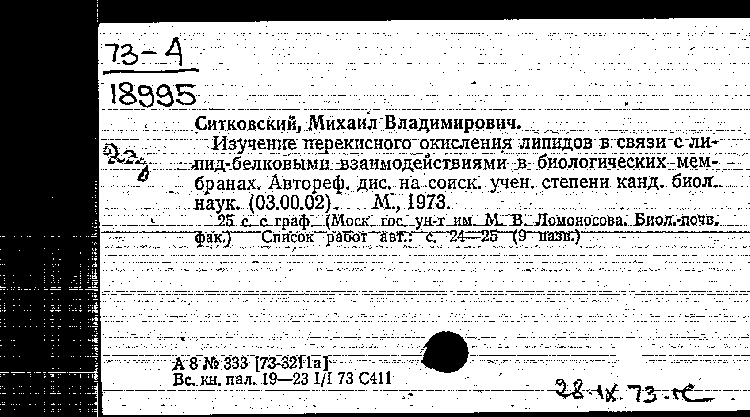 73-А
18995
Ситковский, Михаил Владимирович.
Изучение перекисного окисления липидов в связи с ли-
пид-белковыми взаимодействиями в биологических мем-
бранах. Автореф. дис. на соиск. учен. степени канд. биол.
наук. (03.00.02). М., 1973.
25 с. с граф. (Моск. гос. ун-т им. М. В. Ломоносова. Биол.-почв.
фак.) Список работ авт.: с. 24—25 (9 назв.)
А 8 № 333 [73-3211а]
Вс. кн. пал. 19—23 I/I 73 С411
28.IX.73.